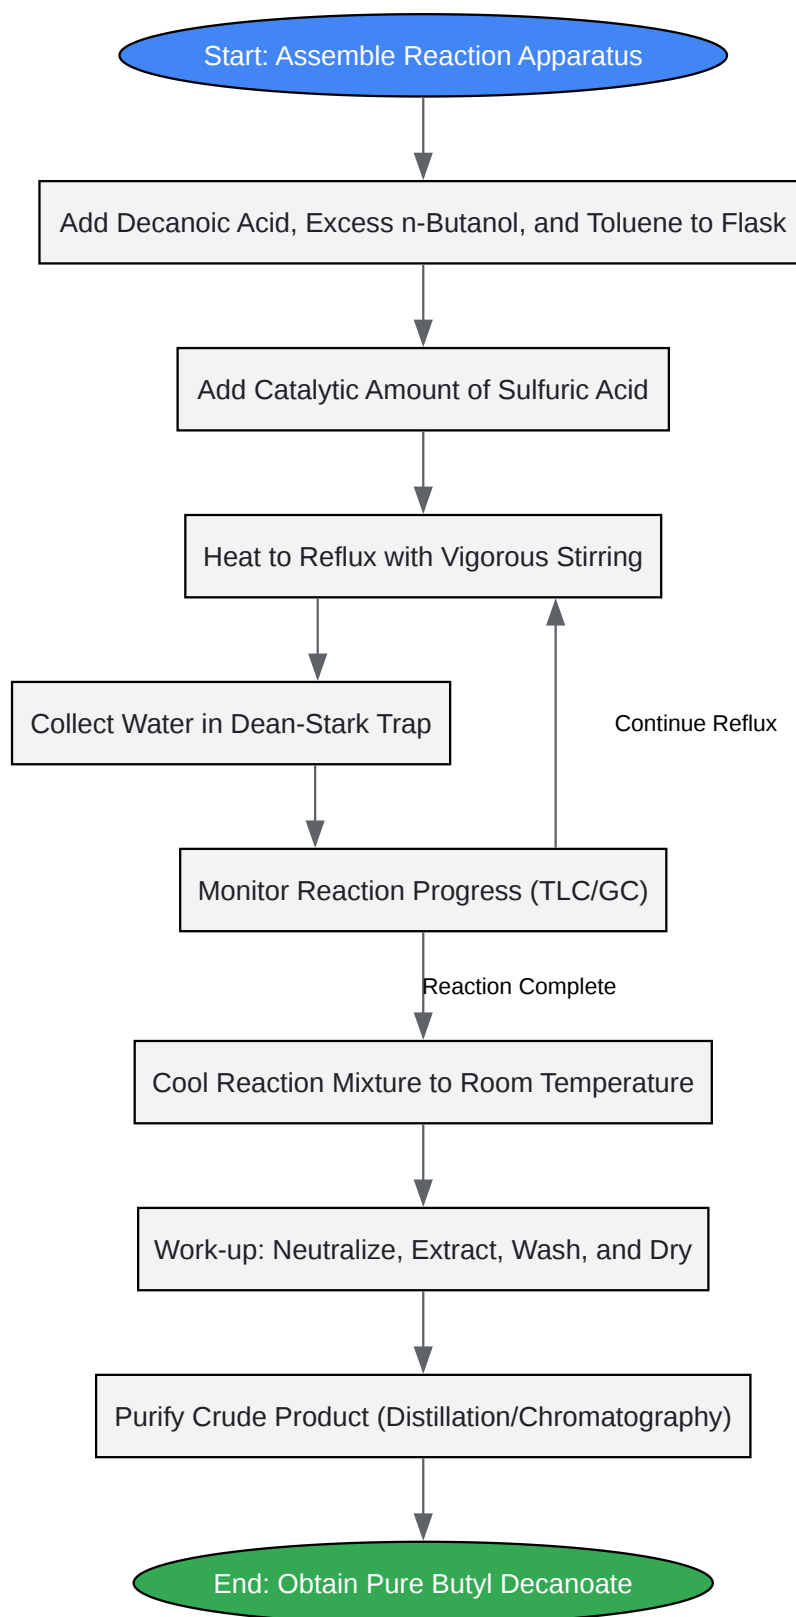 Start: Assemble Reaction Apparatus
Add Decanoic Acid, Excess n-Butanol, and Toluene to Flask
Add Catalytic Amount of Sulfuric Acid
Heat to Reflux with Vigorous Stirring
Collect Water in Dean-Stark Trap
Continue Reflux
Monitor Reaction Progress (TLC/GC)
Reaction Complete
Cool Reaction Mixture to Room Temperature
Work-up: Neutralize, Extract, Wash, and Dry
Purify Crude Product (Distillation/Chromatography)
End: Obtain Pure Butyl Decanoate